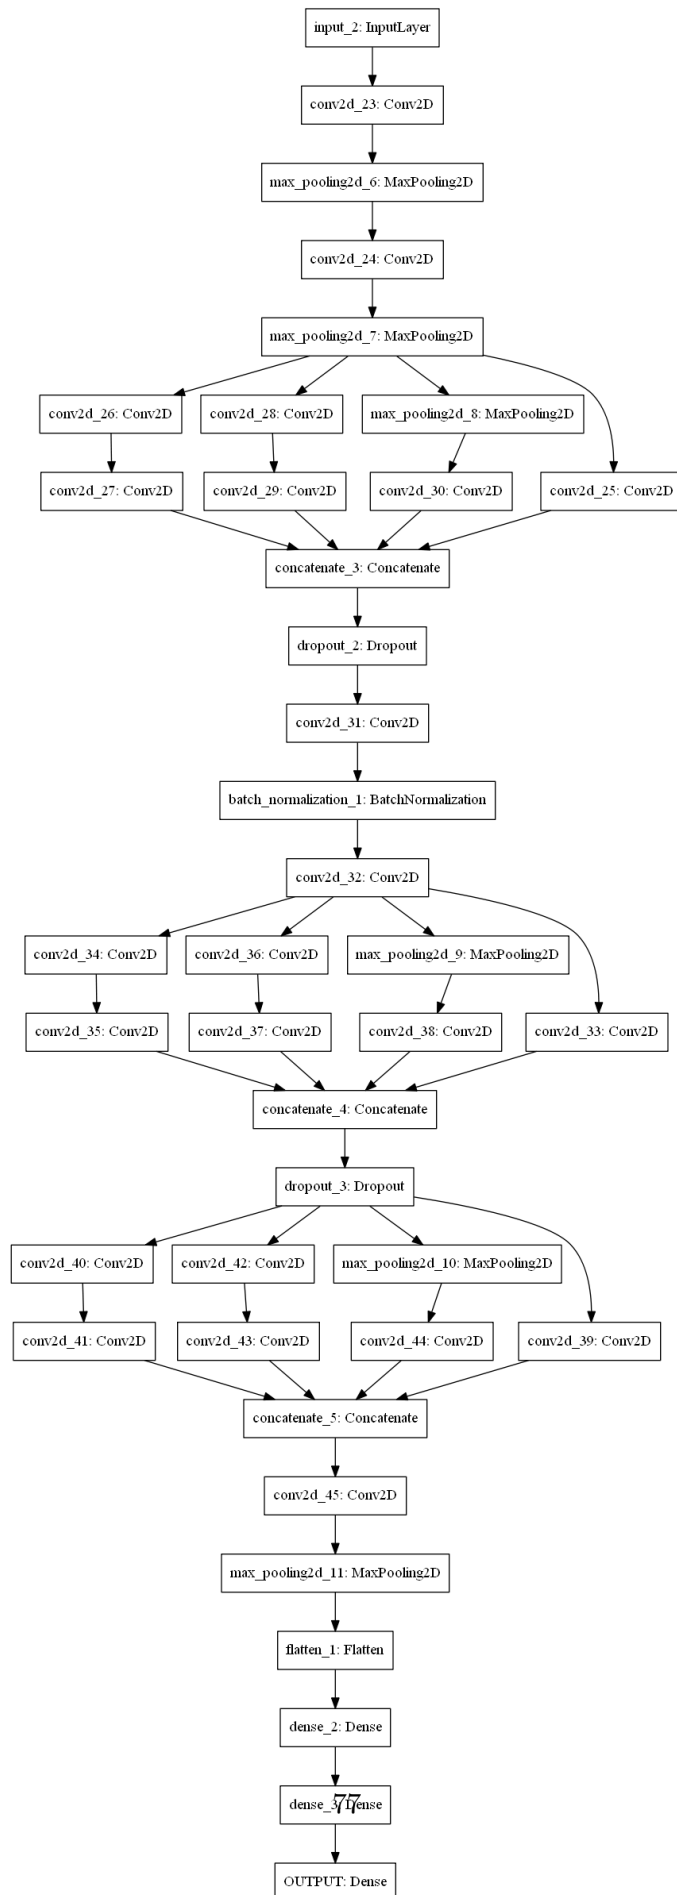 input_2: InputLayer
conv2d_23: Conv2D
max_pooling2d_6: MaxPooling2D
conv2d_24: Conv2D
max_pooling2d_7: MaxPooling2D
conv2d_26: Conv2D
conv2d_28: Conv2D
max_pooling2d_8: MaxPooling2D
conv2d_27: Conv2D
conv2d_29: Conv2D
conv2d_30: Conv2D
conv2d_25: Conv2D
concatenate_3: Concatenate
dropout_2: Dropout
conv2d_31: Conv2D
batch_normalization_1: BatchNormalization
conv2d_32: Conv2D
conv2d_34: Conv2D
conv2d_36: Conv2D
max_pooling2d_9: MaxPooling2D
conv2d_35: Conv2D
conv2d_37: Conv2D
conv2d_38: Conv2D
conv2d_33: Conv2D
concatenate_4: Concatenate
dropout_3: Dropout
conv2d_40: Conv2D
conv2d_42: Conv2D
max_pooling2d_10: MaxPooling2D
conv2d_41: Conv2D
conv2d_43: Conv2D
conv2d_44: Conv2D
conv2d_39: Conv2D
concatenate_5: Concatenate
conv2d_45: Conv2D
max_pooling2d_11: MaxPooling2D
flatten_1: Flatten
dense_2: Dense
dense_3: Dense
77
OUTPUT: Dense